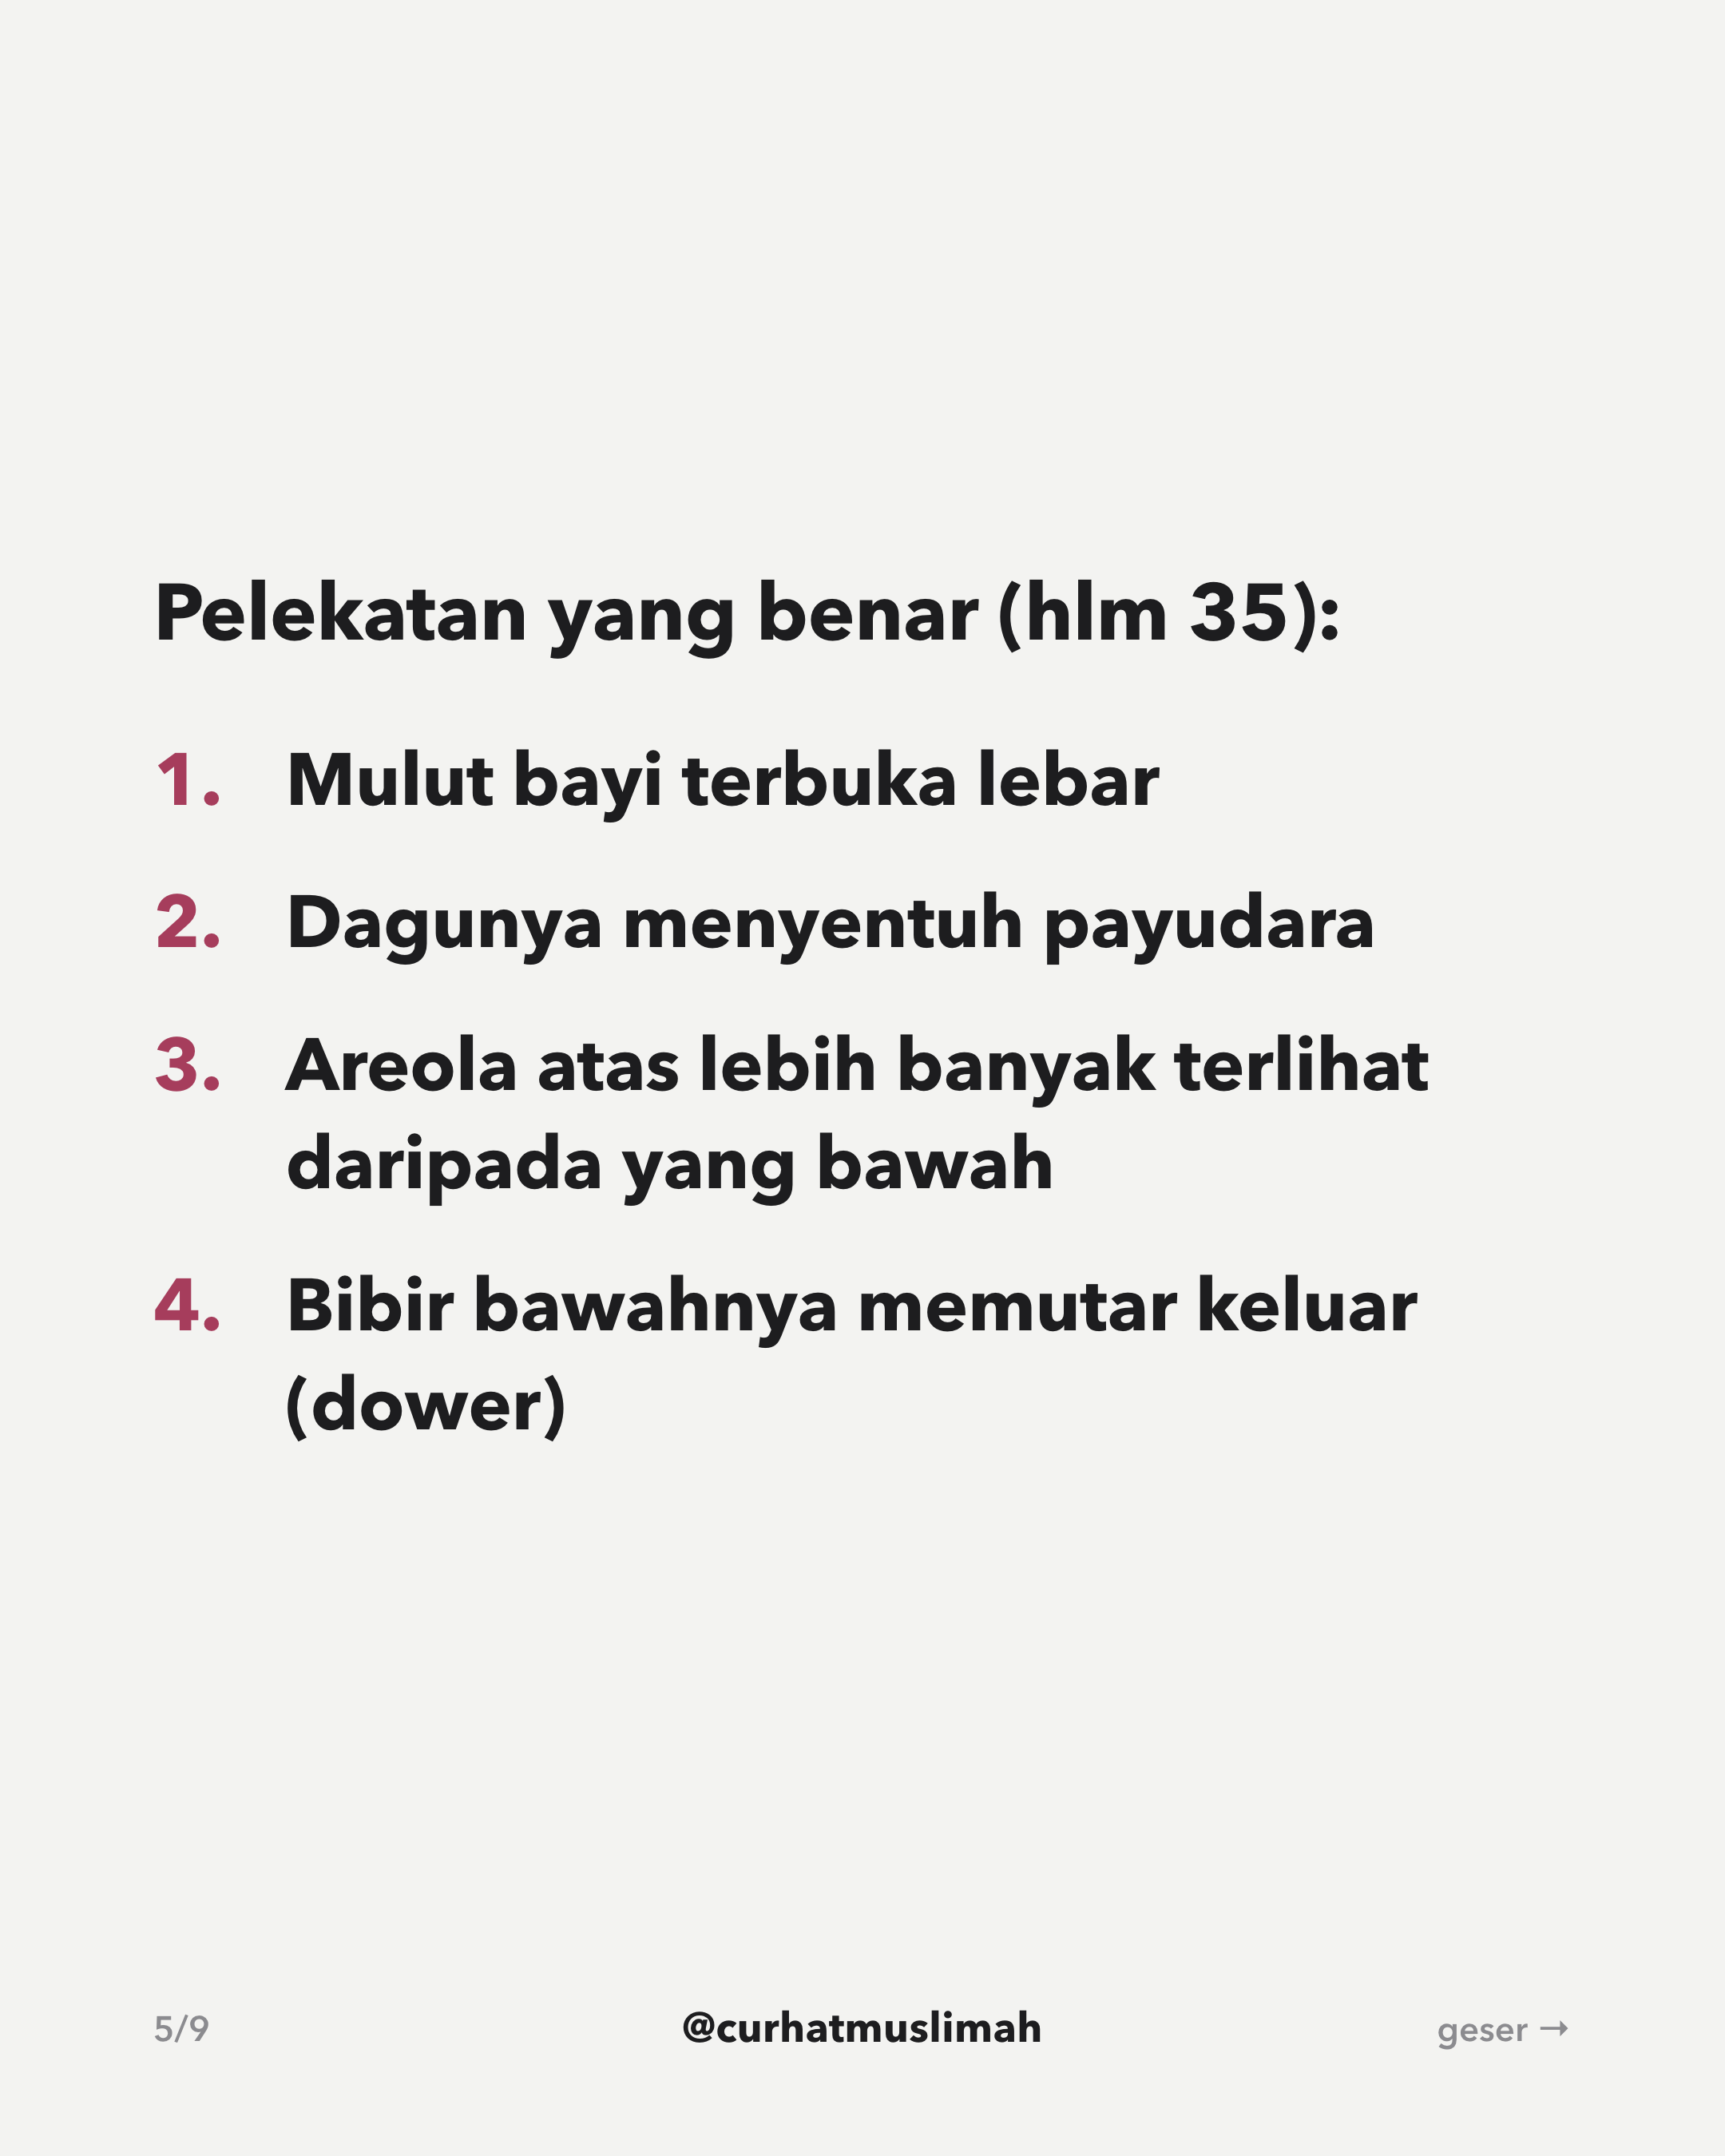 Pelekatan yang benar (hlm 35):
1. Mulut bayi terbuka lebar
2. Dagunya menyentuh payudara
3. Areola atas lebih banyak terlihat
daripada yang bawah
4. Bibir bawahnya memutar keluar
(dower)
5/9 @curhatmuslimah geser →